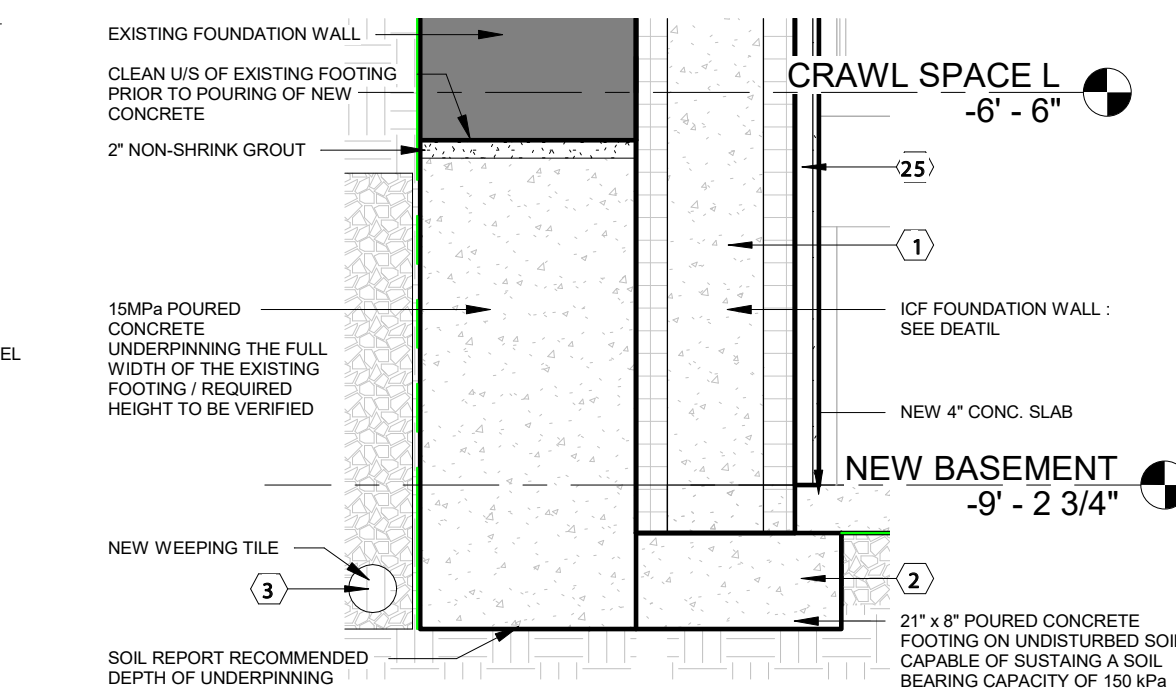 EXISTING FOUNDATION WALL
CLEAN U/S OF EXISTING FOOTING
PRIOR TO POURING OF NEW
CONCRETE
2" NON-SHRINK GROUT
15MPa POURED
CONCRETE
UNDERPINNING THE FULL
WIDTH OF THE EXISTING
FOOTING / REQUIRED
HEIGHT TO BE VERIFIED
EL
NEW WEEPING TILE
3
SOIL REPORT RECOMMENDED
DEPTH OF UNDERPINNING
CRAWL SPACE L
-6' - 6"
25
1
ICF FOUNDATION WALL :
SEE DEATIL
NEW 4" CONC. SLAB
NEW BASEMENT
-9' - 2 3/4"
2
21" x 8" POURED CONCRETE
FOOTING ON UNDISTURBED SOI
CAPABLE OF SUSTAING A SOIL
BEARING CAPACITY OF 150 kPa